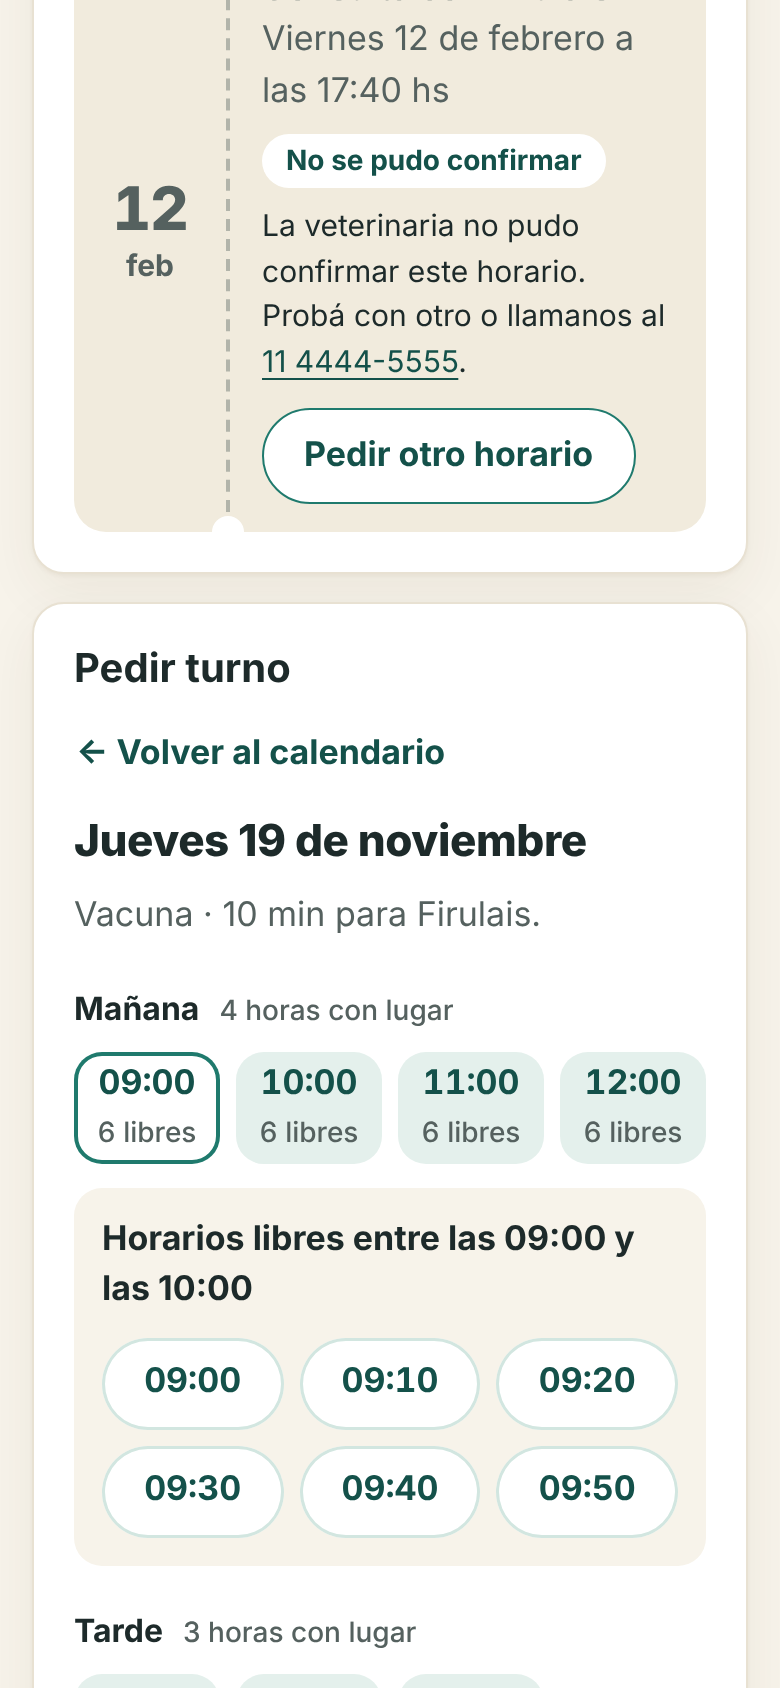 Viernes 12 de febrero a
las 17:40 hs
No se pudo confirmar
12
feb
La veterinaria no pudo
confirmar este horario.
Probá con otro o llamanos al
11 4444-5555.
Pedir otro horario
Pedir turno
← Volver al calendario
Jueves 19 de noviembre
Vacuna · 10 min para Firulais.
Mañana 4 horas con lugar
09:00 10:00 11:00 12:00
6 libres 6 libres 6 libres 6 libres
Horarios libres entre las 09:00 y
las 10:00
09:00 09:10 09:20
09:30 09:40 09:50
Tarde 3 horas con lugar